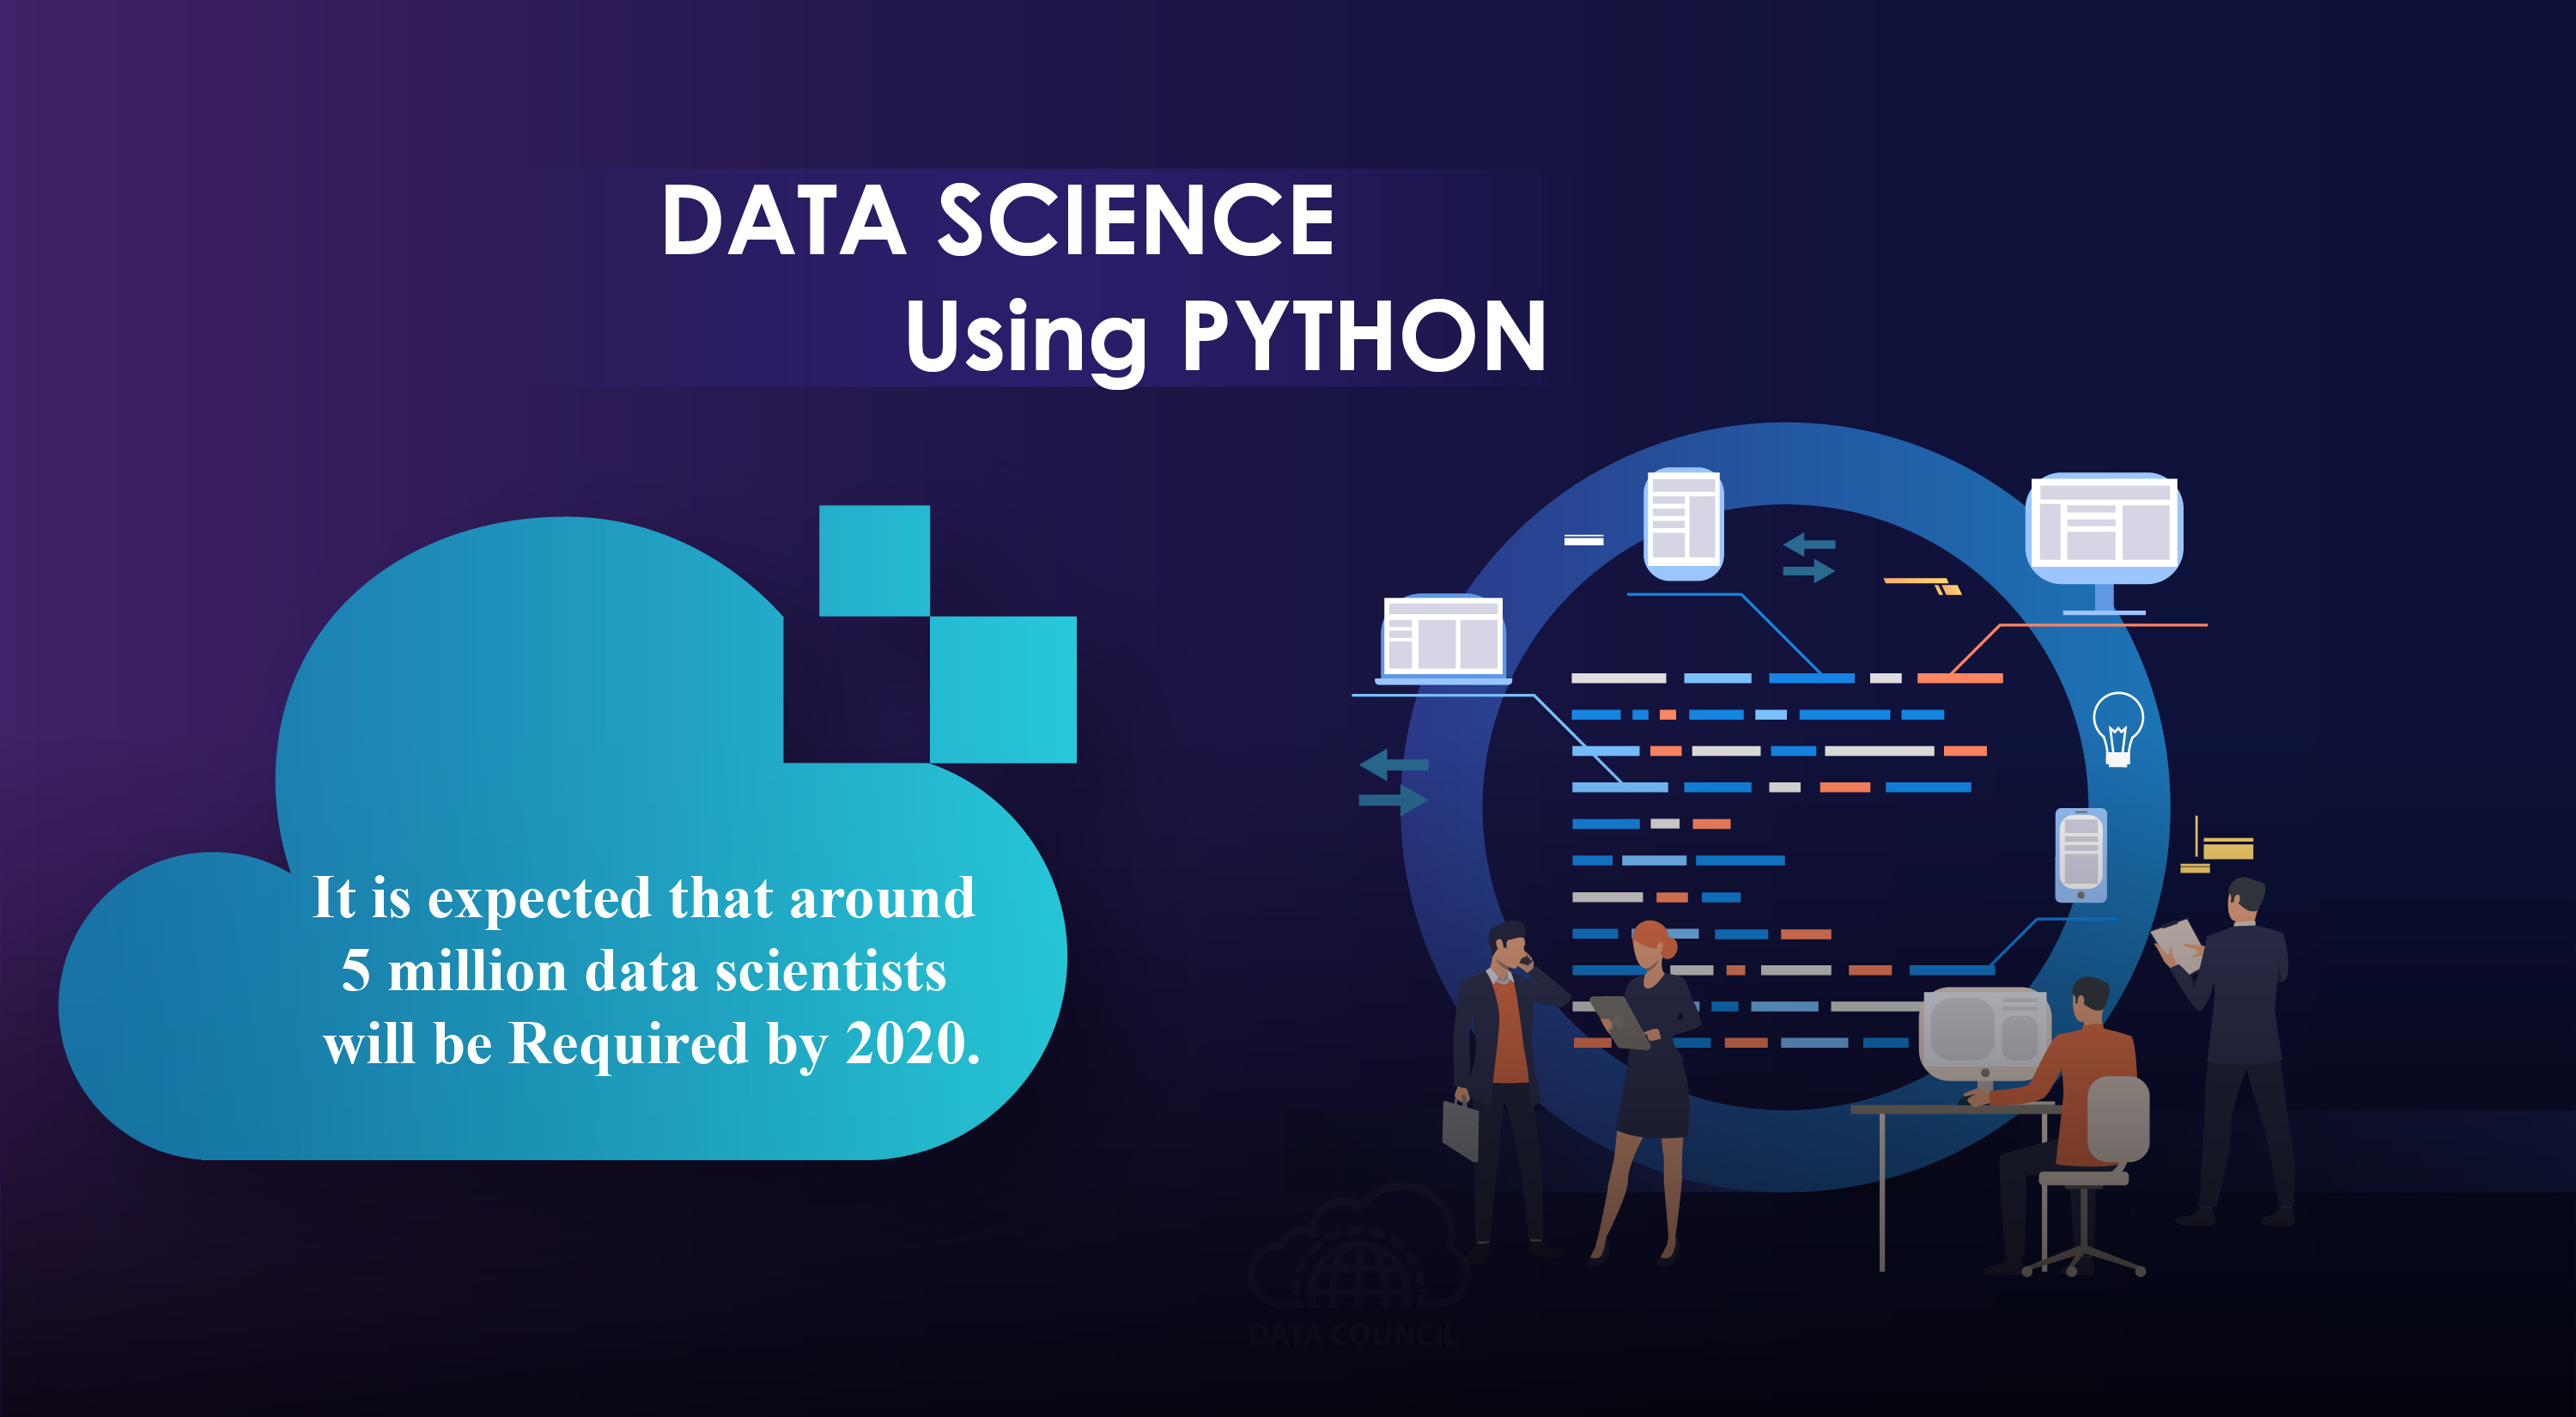 DATA SCIENCE
Using PYTHON
It is expected that around
5 million data scientists
will be Required by 2020.
DATA COUNCIL